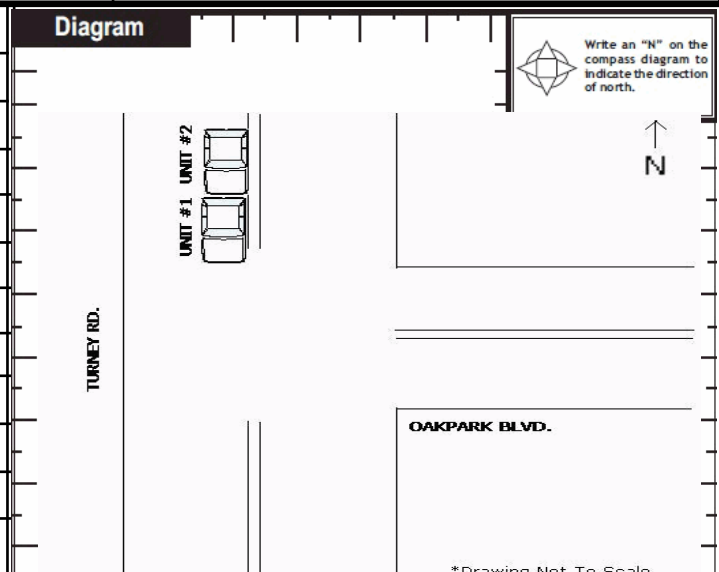 Diagram
Write an "N" on the
compass diagram to
indicate the direction
of north.
N
UNIT #2
UNIT #1
TURNEY RD.
OAKPARK BLVD.
*Drawing Not To Scale